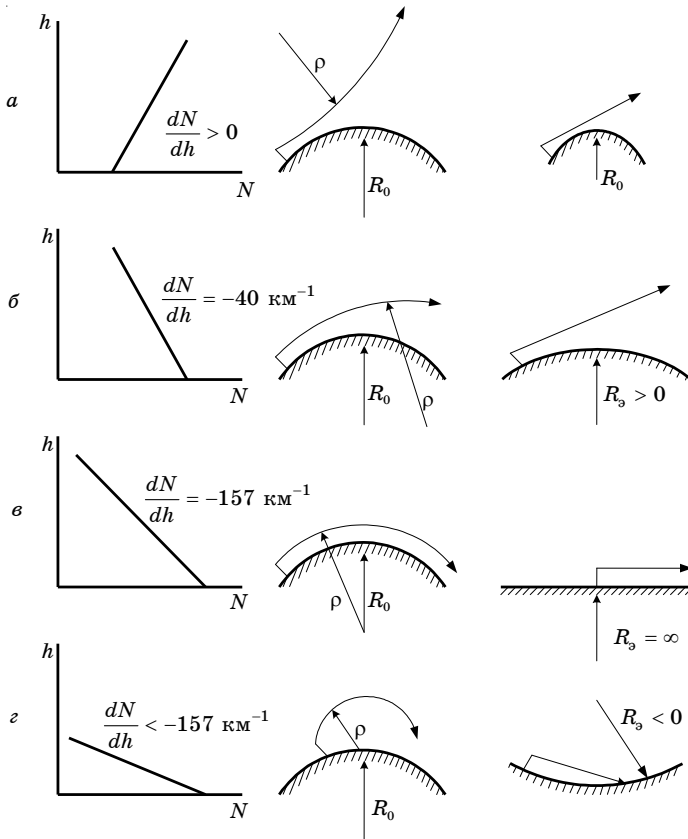 h
а
dN/dh > 0
N
ρ
R₀
R₀
h
б
dN/dh = −40 км⁻¹
N
R₀
ρ
Rэ > 0
h
в
dN/dh = −157 км⁻¹
N
ρ
R₀
Rэ = ∞
h
г
dN/dh < −157 км⁻¹
N
ρ
R₀
Rэ < 0